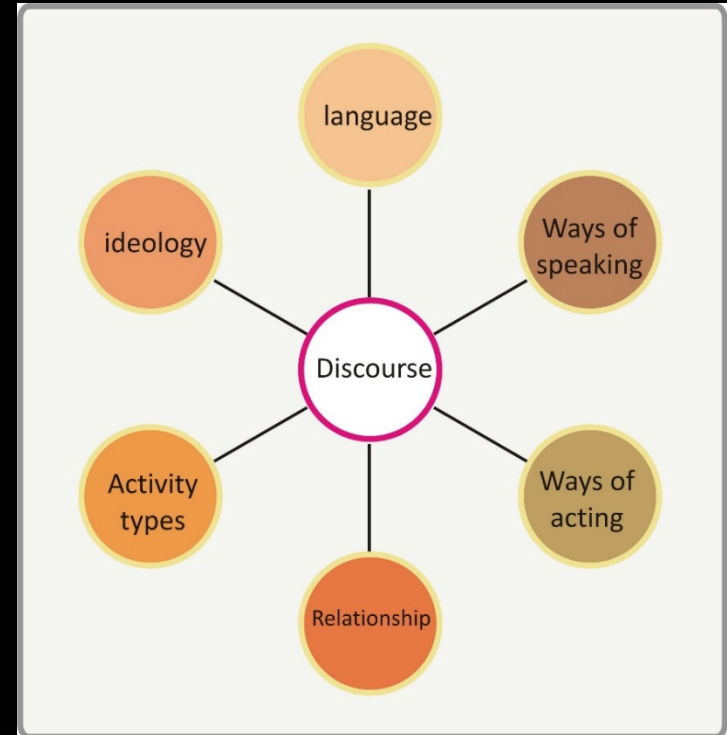 language
ideology
Ways of
speaking
Discourse
Activity
types
Ways of
acting
Relationship